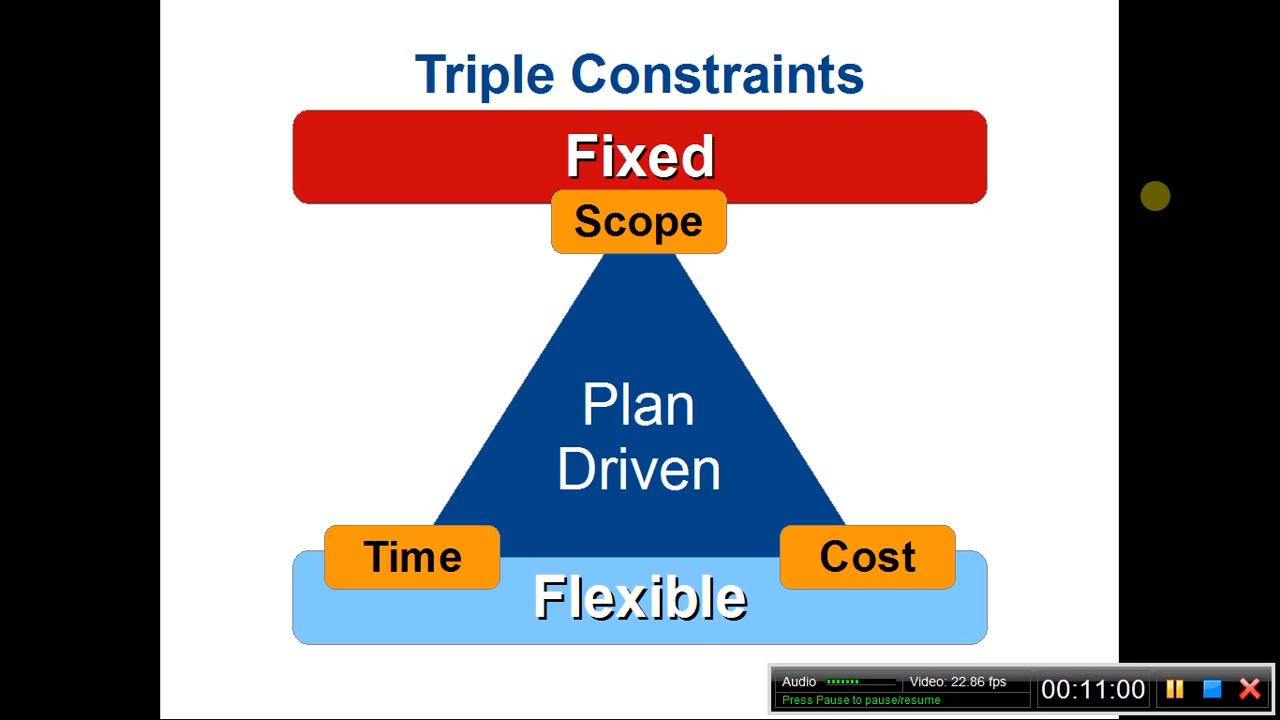 Triple Constraints
Fixed
Scope
Plan
Driven
Time
Cost
Flexible
Audio
Video: 22.86 fps
Press Pause to pause/resume
00:11:00